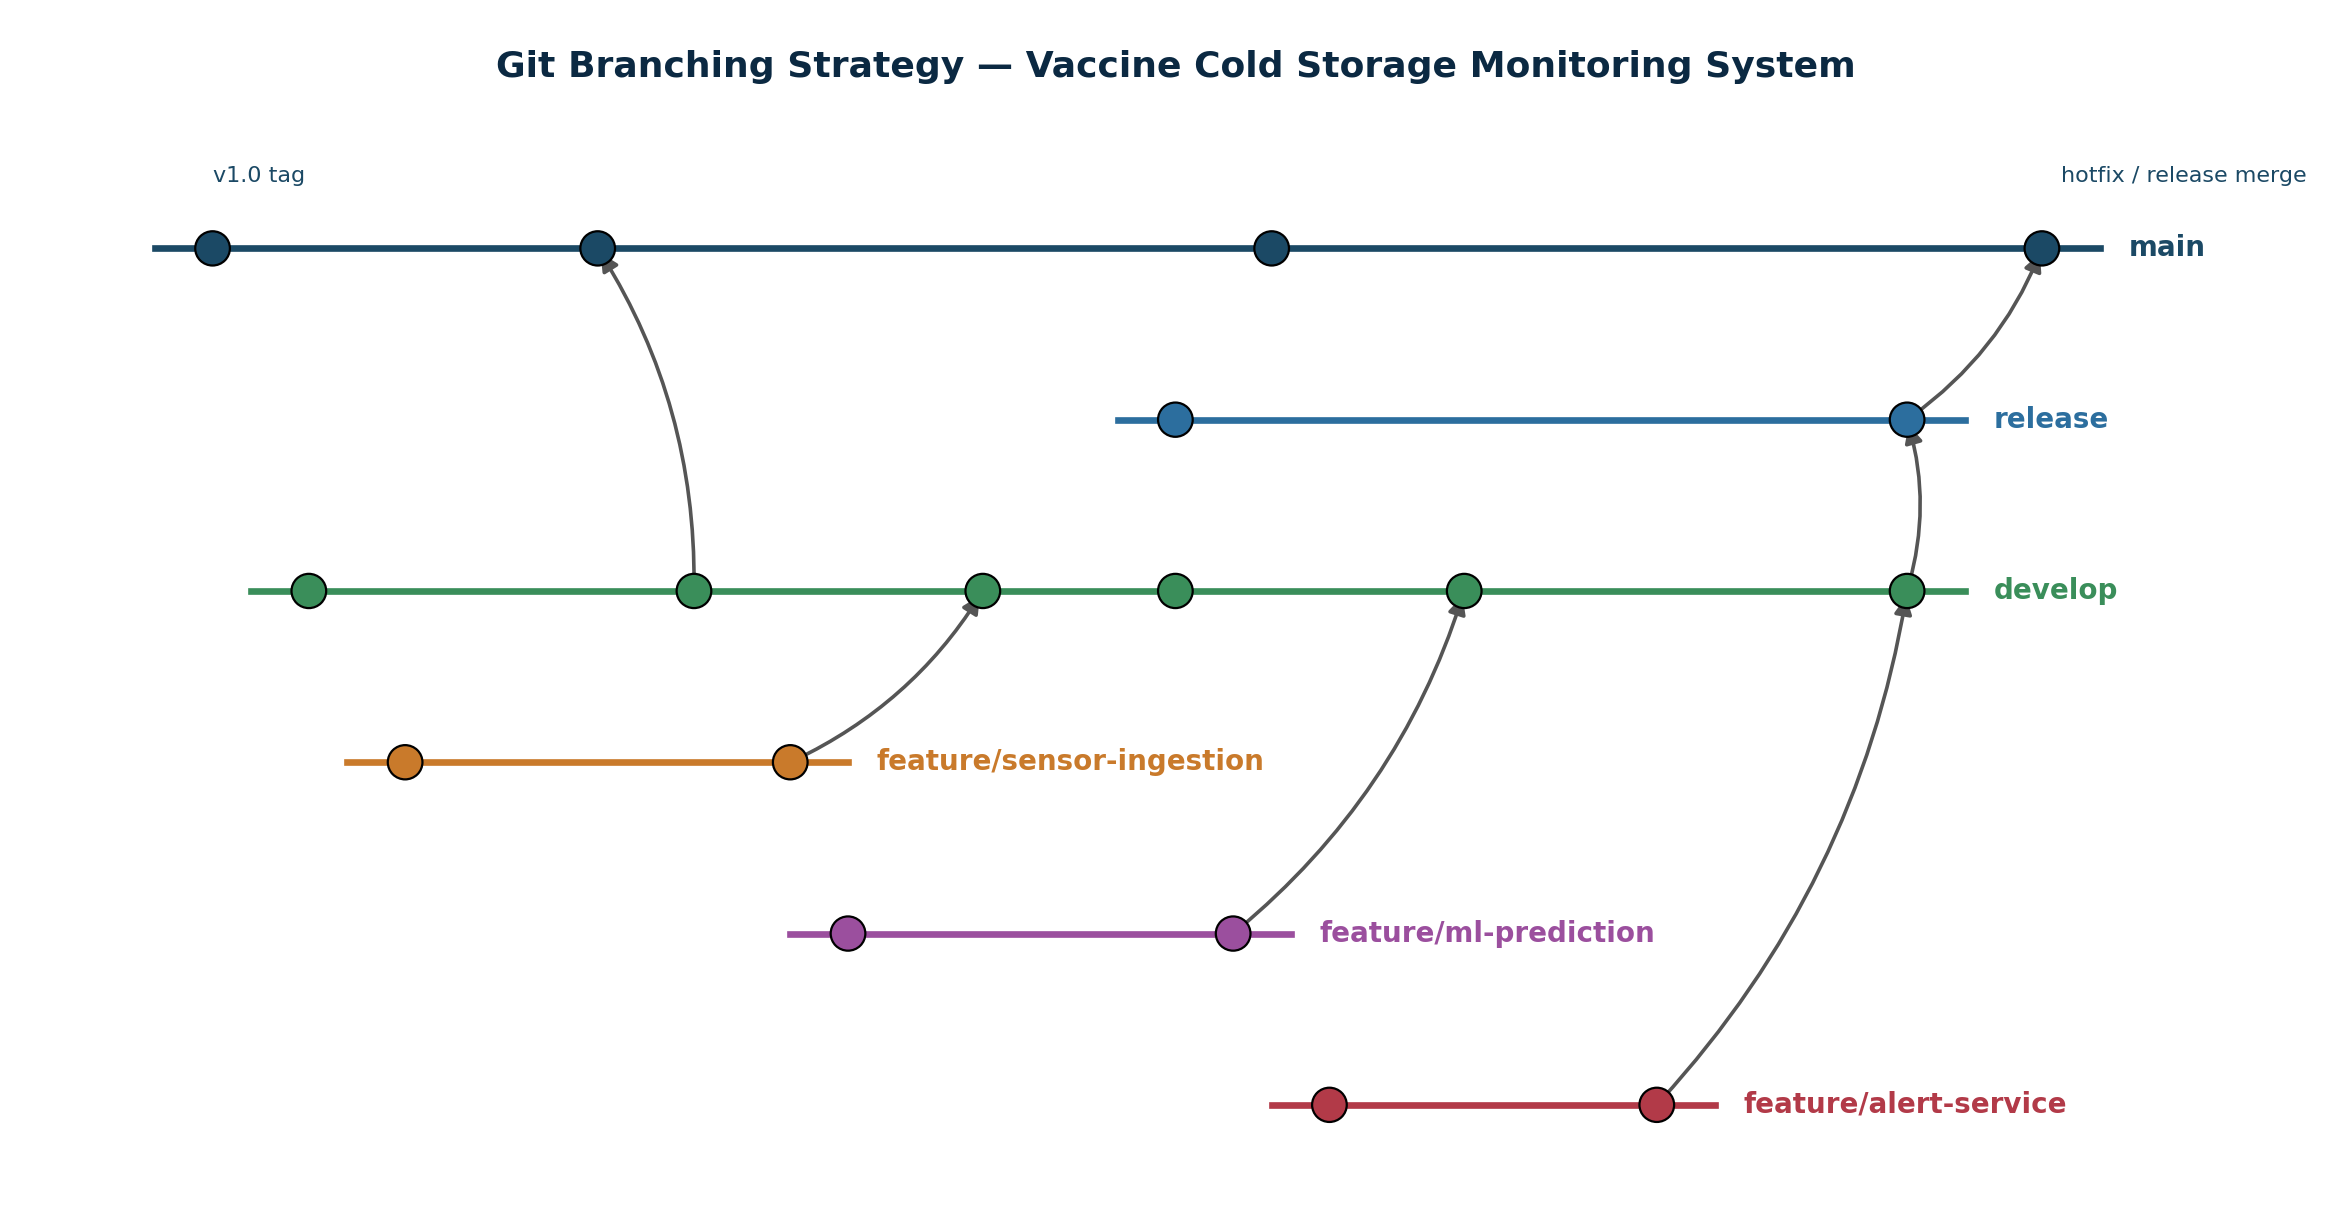 Git Branching Strategy — Vaccine Cold Storage Monitoring System
v1.0 tag
hotfix / release merge
main
release
develop
feature/sensor-ingestion
feature/ml-prediction
feature/alert-service